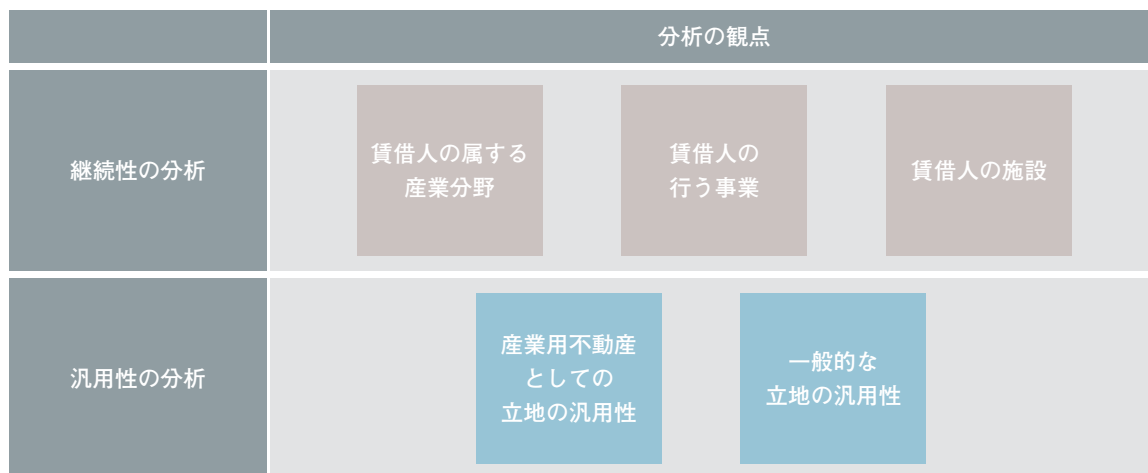 分析の観点
継続性の分析
賃借人の属する
産業分野
賃借人の
行う事業
賃借人の施設
汎用性の分析
産業用不動産
としての
立地の汎用性
一般的な
立地の汎用性